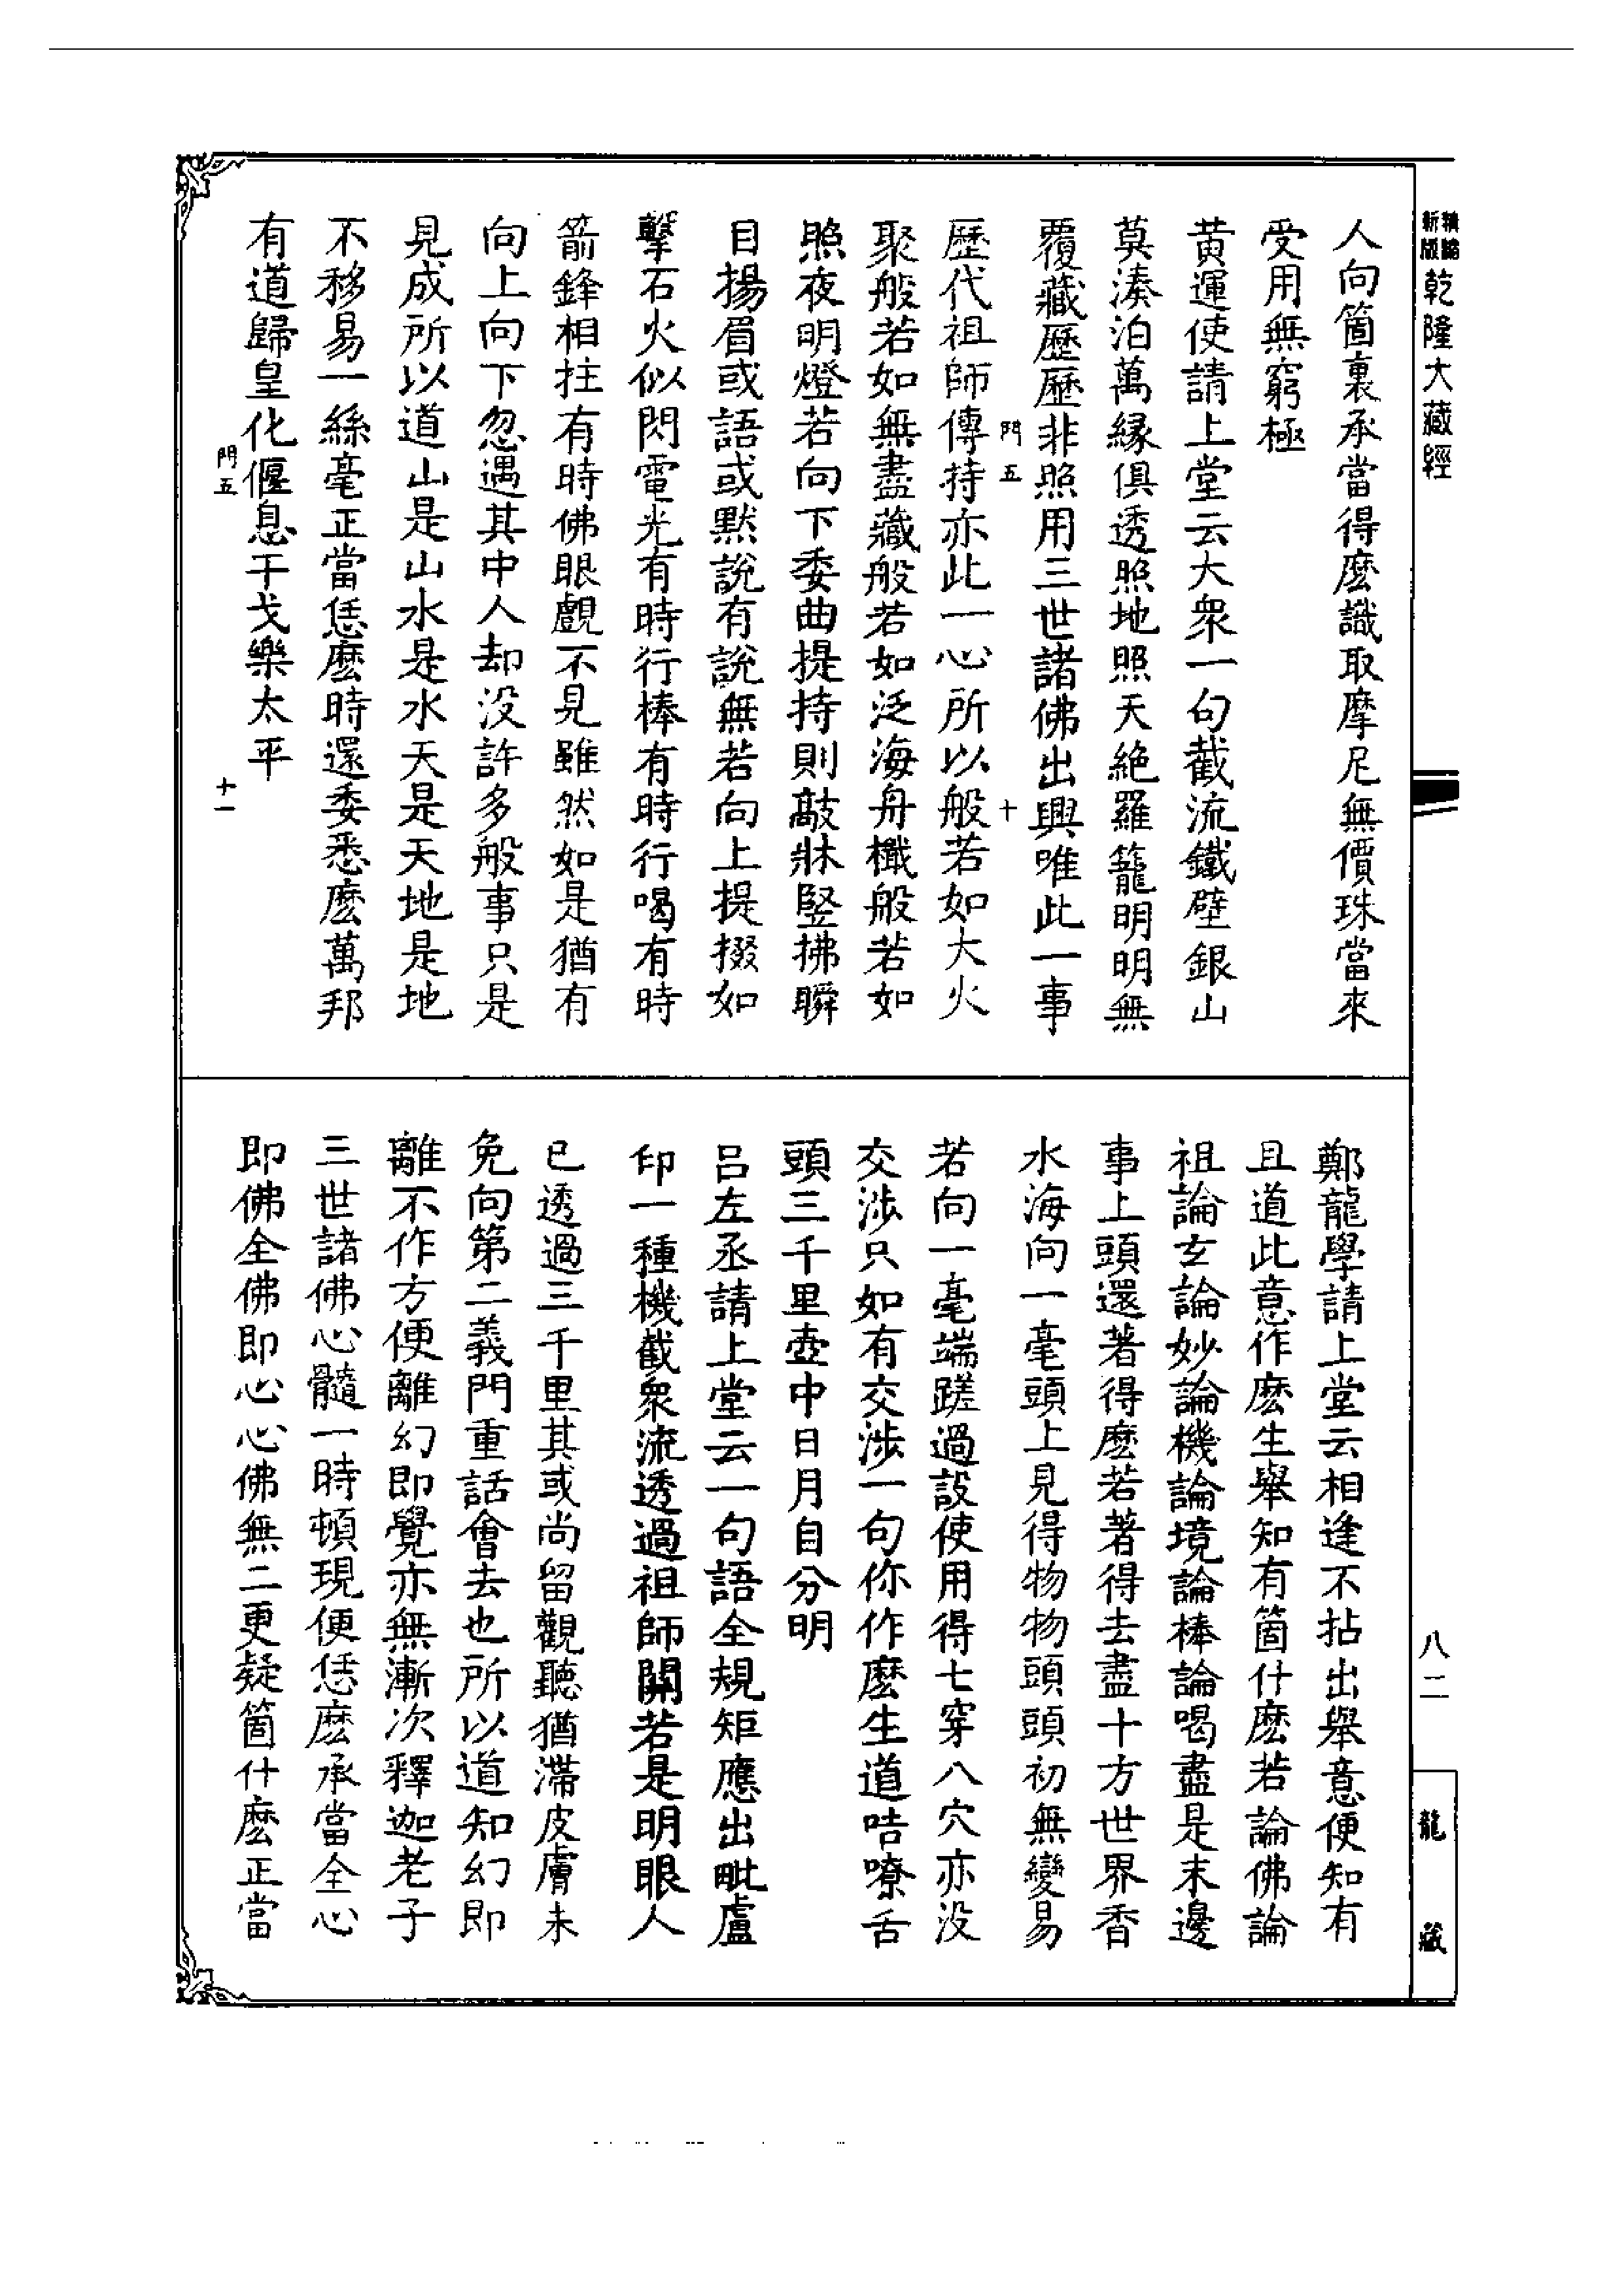 新版
精論
乾隆大藏經
人向箇裏承當得麽識取摩尼無價珠當來
受用無窮極
黄運使請上堂云大衆一句截流鐵壁銀山
莫湊泊萬緣俱透照地照天絶羅籠明明無
覆藏歷歷非照用三世諸佛出興唯此一事
門五 十
歷代祖師傳持亦此一心所以般若如大火
聚般若如無盡藏般若如泛海舟檝般若如
照夜明燈若向下委曲提持則敲牀竪拂瞬
目揚眉或語或默說有說無若向上提掇如
擊石火似閃電光有時行棒有時行喝有時
箭鋒相拄有時佛眼覷不見雖然如是猶有
向上向下忽遇其中人却没許多般事只是
見成所以道山是山水是水天是天地是地
不移易一絲毫正當恁麽時還委悉麽萬邦
有道歸皇化偃息干戈樂太平
門五 十一
鄭龍學請上堂云相逢不拈出舉意便知有
且道此意作麽生舉知有箇什麽若論佛論
祖論玄論妙論機論境論棒論喝盡是末邊
事上頭還著得麽若著得去盡十方世界香
水海向一毫頭上見得物物頭頭初無變易
若向一毫端蹉過設使用得七穿八穴亦没
交涉只如有交涉一句你作麽生道咭嘹舌
頭三千里壺中日月自分明
吕左丞請上堂云一句語全規矩應出毗盧
印一種機截衆流透過祖師關若是明眼人
已透過三千里其或尚留觀聽猶滯皮膚未
免向第二義門重話會去也所以道知幻即
離不作方便離幻即覺亦無漸次釋迦老子
三世諸佛心髓一時頓現便恁麽承當全心
即佛全佛即心心佛無二更疑箇什麽正當
八二
龍藏